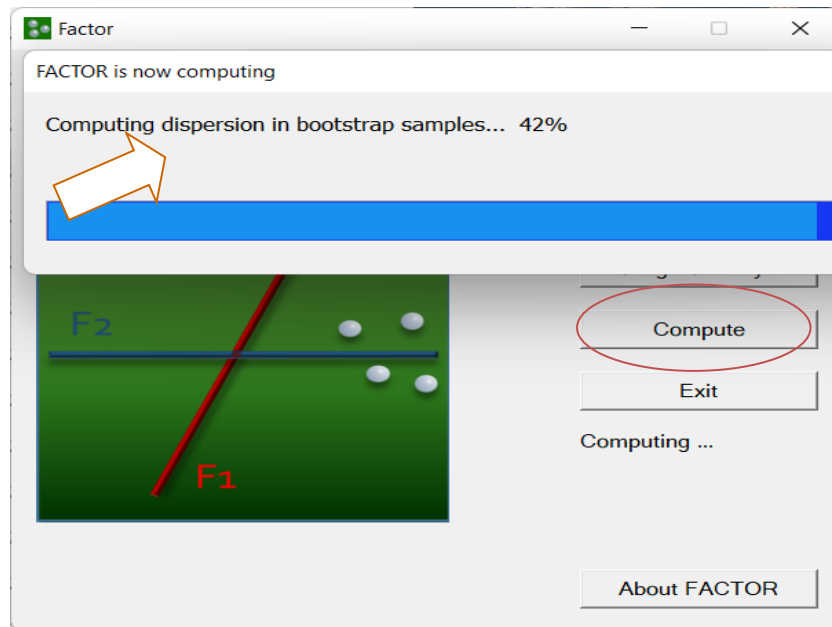 Factor
FACTOR is now computing
Computing dispersion in bootstrap samples... 42%
F2
F1
Compute
Exit
Computing ...
About FACTOR